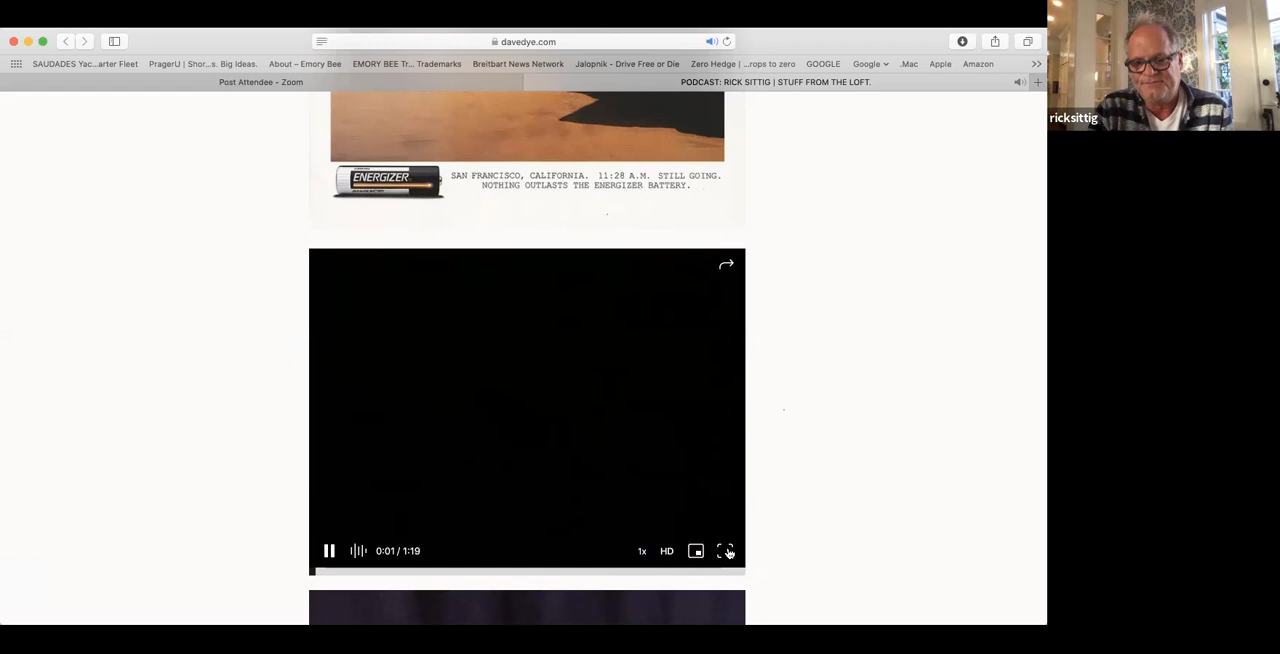 davedye.com
SAUDADES Yac...arter Fleet PragerU | Shor...s. Big Ideas. About – Emory Bee EMORY BEE Tr... Trademarks Breitbart News Network Jalopnik - Drive Free or Die Zero Hedge | ...rops to zero GOOGLE Google .Mac Apple Amazon >>
Post Attendee - Zoom PODCAST: RICK SITTIG | STUFF FROM THE LOFT.
ricksittig
ENERGIZER
SAN FRANCISCO, CALIFORNIA. 11:28 A.M. STILL GOING.
NOTHING OUTLASTS THE ENERGIZER BATTERY.
0:01 / 1:19 1x HD